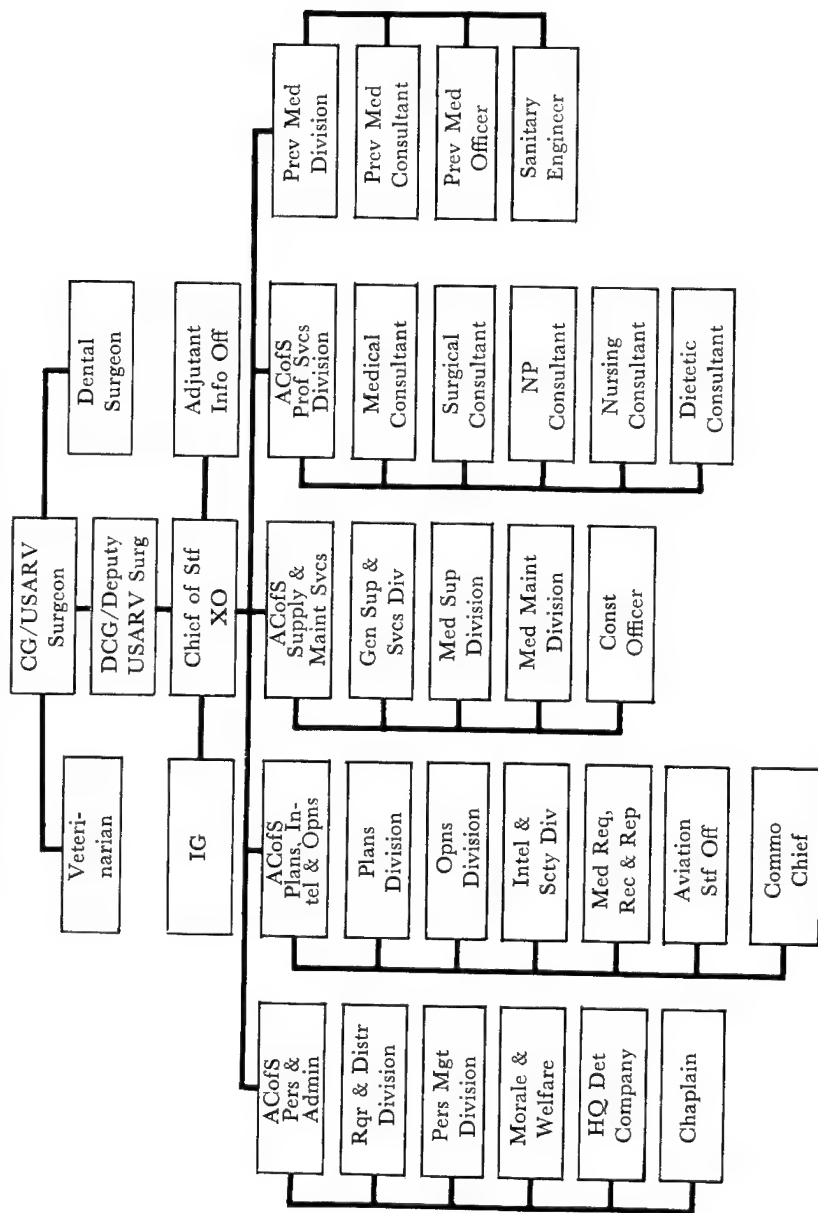 CG/USARV
Surgeon
Veteri-
narian
Dental
Surgeon
DCG/Deputy
USARV Surg
IG
Chief of Stf
XO
Adjutant
Info Off
ACofS
Pers &
Admin
Rqr & Distr
Division
Pers Mgt
Division
Morale &
Welfare
HQ Det
Company
Chaplain
ACofS
Plans, In-
tel & Opns
Plans
Division
Opns
Division
Intel &
Scty Div
Med Req,
Rec & Rep
Aviation
Stf Off
Commo
Chief
ACofS
Supply &
Maint Svcs
Gen Sup &
Svcs Div
Med Sup
Division
Med Maint
Division
Const
Officer
ACofS
Prof Svcs
Division
Medical
Consultant
Surgical
Consultant
NP
Consultant
Nursing
Consultant
Dietetic
Consultant
Prev Med
Division
Prev Med
Consultant
Prev Med
Officer
Sanitary
Engineer